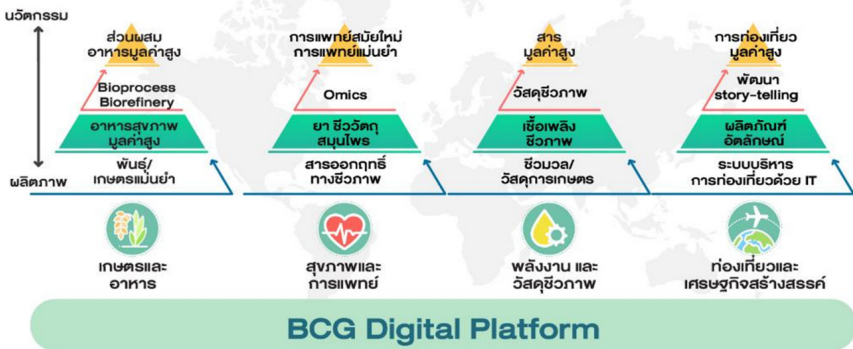 นวัตกรรม
ผลิตภาพ
ส่วนผสม
อาหารมูลค่าสูง
Bioprocess
Biorefinery
อาหารสุขภาพ
มูลค่าสูง
พันธุ์/
เกษตรแม่นยำ
เกษตรและ
อาหาร
การแพทย์สมัยใหม่
การแพทย์แม่นยำ
Omics
ยา ชีววัตถุ
สมุนไพร
สารออกฤทธิ์
ทางชีวภาพ
สุขภาพและ
การแพทย์
สาร
มูลค่าสูง
วัสดุชีวภาพ
เชื้อเพลิง
ชีวภาพ
ชีวมวล/
วัสดุการเกษตร
พลังงาน และ
วัสดุชีวภาพ
การท่องเที่ยว
มูลค่าสูง
พัฒนา
story-telling
ผลิตภัณฑ์
อัตลักษณ์
ระบบบริหาร
การท่องเที่ยวด้วย IT
ท่องเที่ยวและ
เศรษฐกิจสร้างสรรค์
BCG Digital Platform